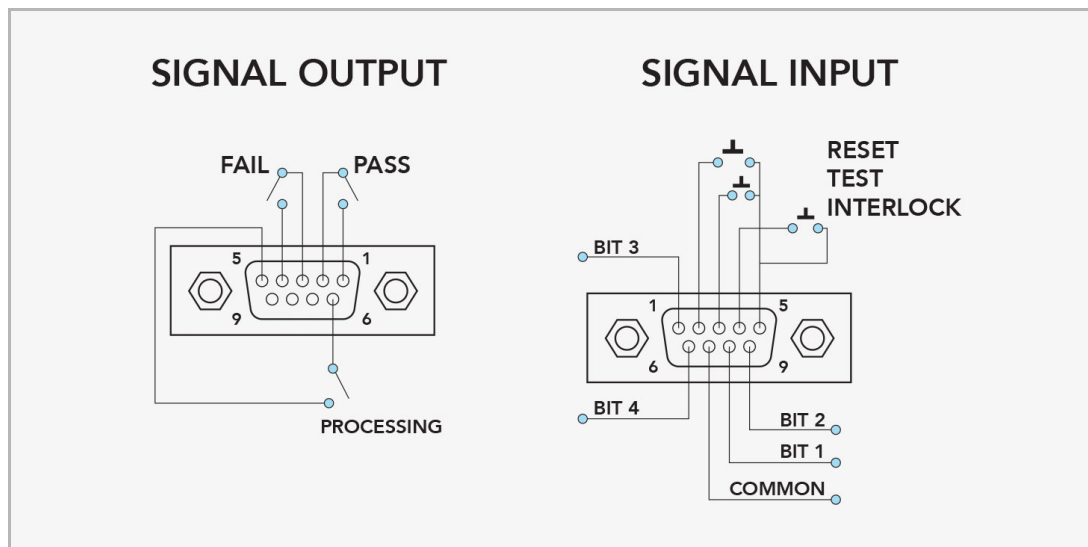 SIGNAL OUTPUT
FAIL
PASS
5
1
9
6
PROCESSING
SIGNAL INPUT
RESET
TEST
INTERLOCK
BIT 3
1
5
6
9
BIT 4
BIT 2
BIT 1
COMMON